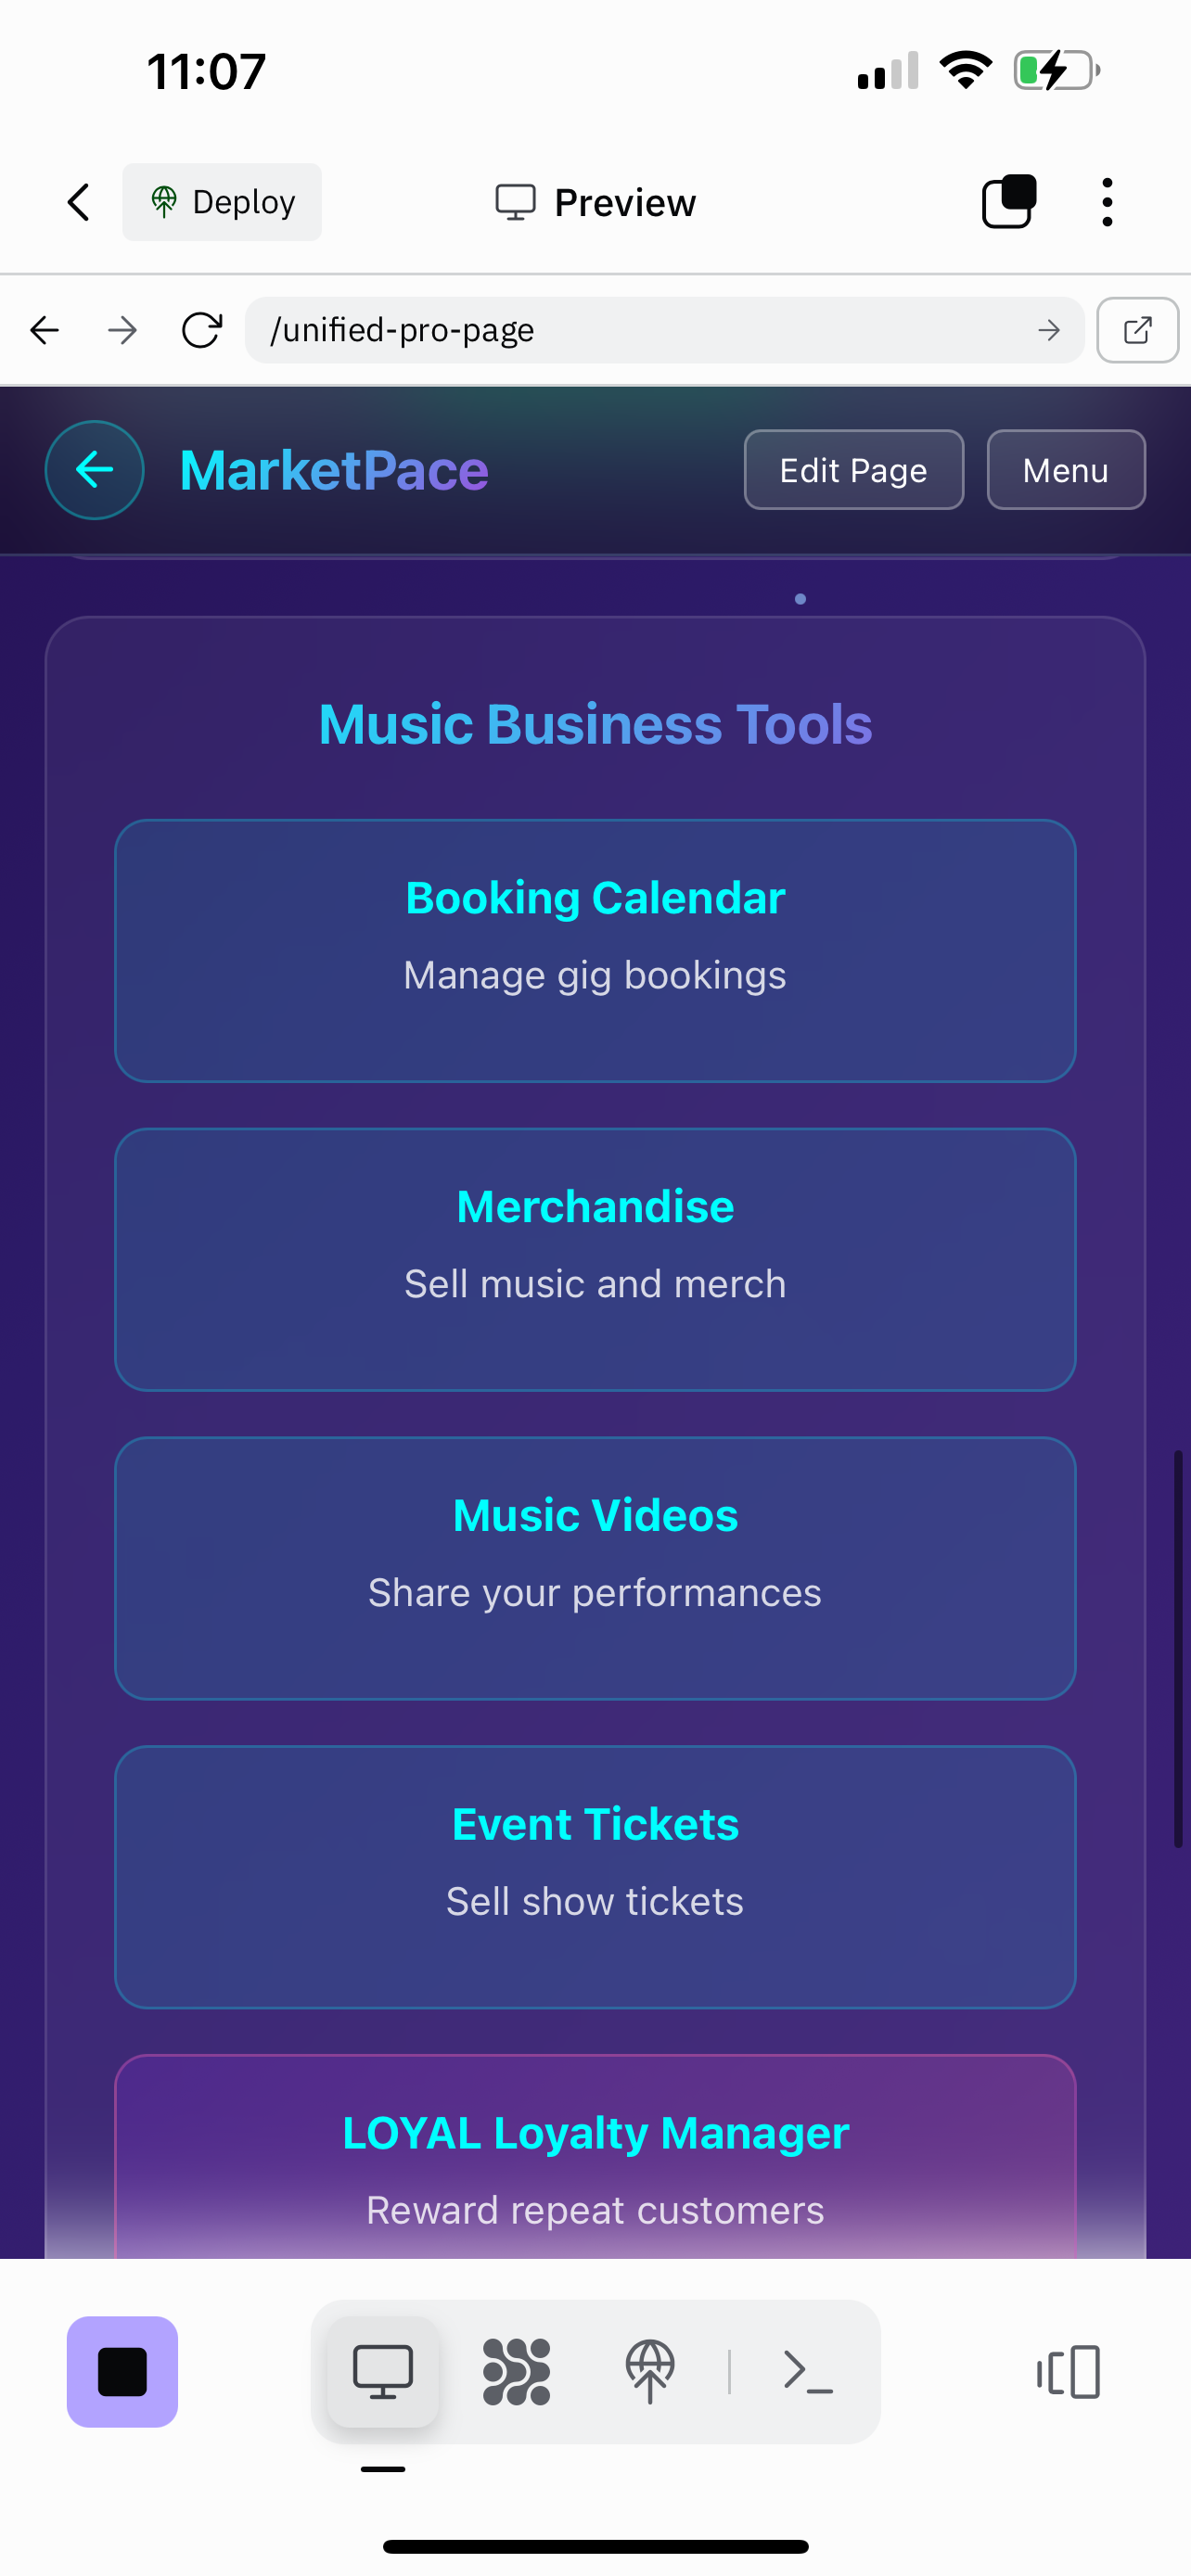 11:07
Deploy
Preview
/unified-pro-page
MarketPace
Edit Page
Menu
Music Business Tools
Booking Calendar
Manage gig bookings
Merchandise
Sell music and merch
Music Videos
Share your performances
Event Tickets
Sell show tickets
LOYAL Loyalty Manager
Reward repeat customers